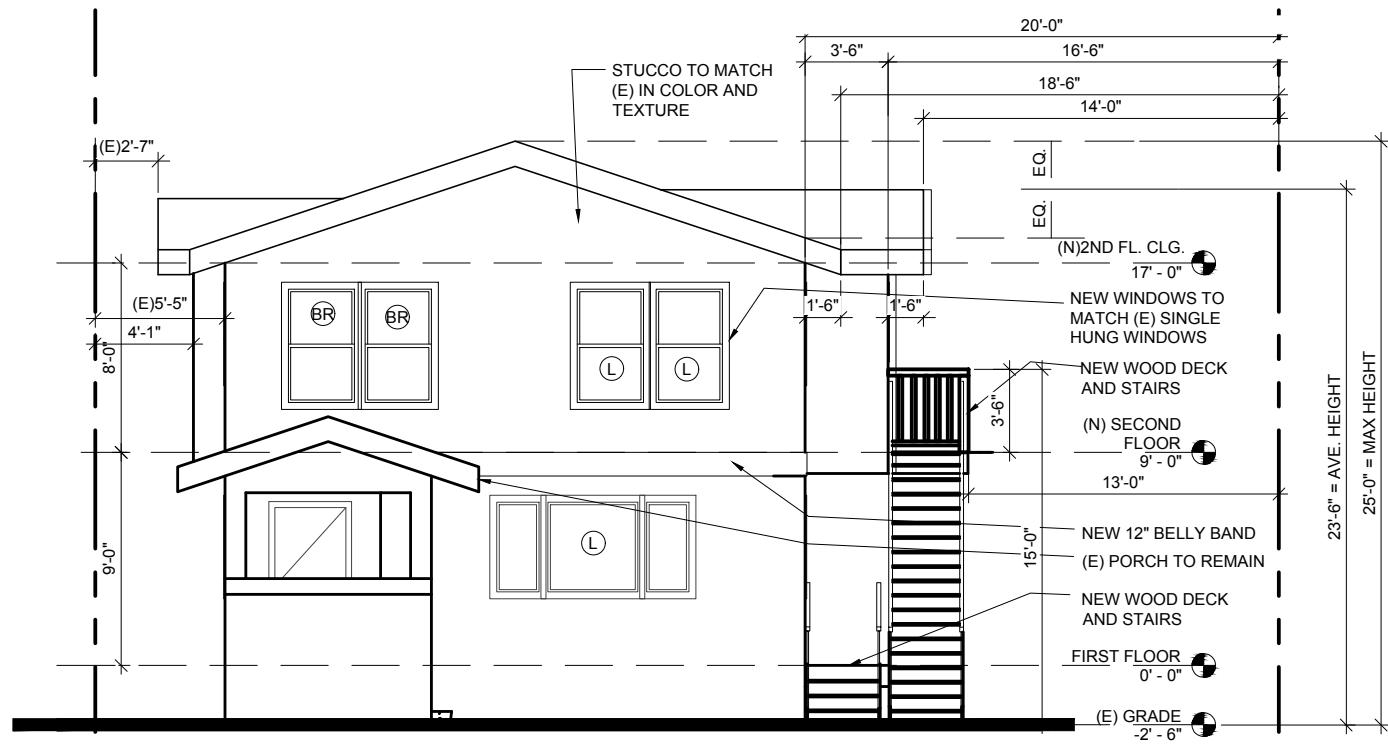 20'-0"
3'-6"
16'-6"
18'-6"
14'-0"
STUCCO TO MATCH
(E) IN COLOR AND
TEXTURE
(E)2'-7"
EQ.
EQ.
(N)2ND FL. CLG.
17' - 0"
(E)5'-5"
4'-1"
8'-0"
BR
BR
L
L
1'-6"
1'-6"
NEW WINDOWS TO
MATCH (E) SINGLE
HUNG WINDOWS
NEW WOOD DECK
AND STAIRS
3'-6"
(N) SECOND
FLOOR
9' - 0"
13'-0"
23'-6" = AVE. HEIGHT
25'-0" = MAX HEIGHT
L
NEW 12" BELLY BAND
(E) PORCH TO REMAIN
15'-0"
9'-0"
NEW WOOD DECK
AND STAIRS
FIRST FLOOR
0' - 0"
(E) GRADE
-2' - 6"